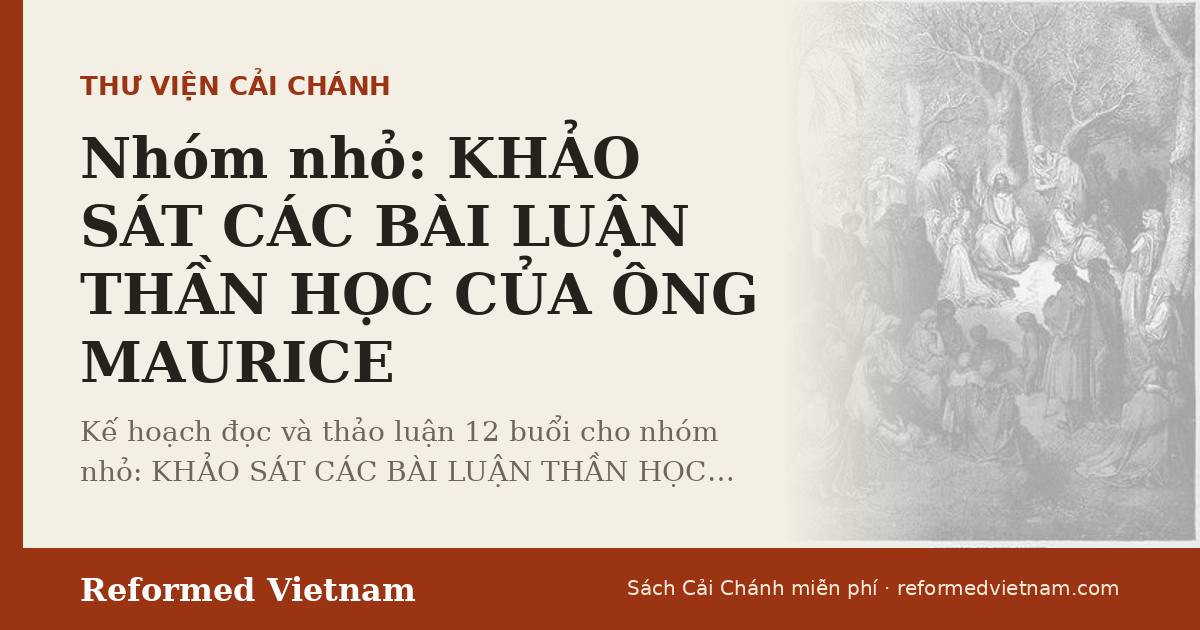 THƯ VIỆN CẢI CHÁNH
Nhóm nhỏ: KHẢO
SÁT CÁC BÀI LUẬN
THẦN HỌC CỦA ÔNG
MAURICE
Kế hoạch đọc và thảo luận 12 buổi cho nhóm
nhỏ: KHẢO SÁT CÁC BÀI LUẬN THẦN HỌC...
Reformed Vietnam
Sách Cải Chánh miễn phí · reformedvietnam.com